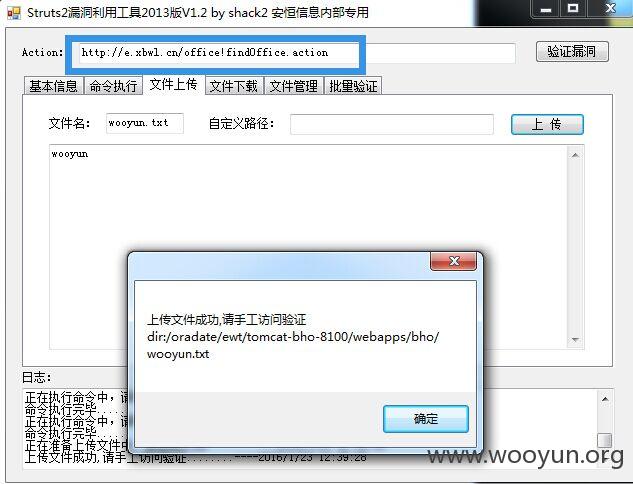 Struts2漏洞利用工具2013版V1.2 by shack2 安恒信息内部专用
Action: http://e.xbwl.cn/office!findOffice.action 验证漏洞
基本信息 命令执行 文件上传 文件下载 文件管理 批量验证
文件名: wooyun.txt 自定义路径: 上 传
wooyun
上传文件成功,请手工访问验证
dir:/oradate/ewt/tomcat-bho-8100/webapps/bho/
wooyun.txt
确定
日志:
正在执行命令中,请
命令执行完毕....
正在执行命令中,请
命令执行完毕....
正在准备上传文件中
上传文件成功,请手工访问验证........----2016/1/23 12:39:28
www.wooyun.org